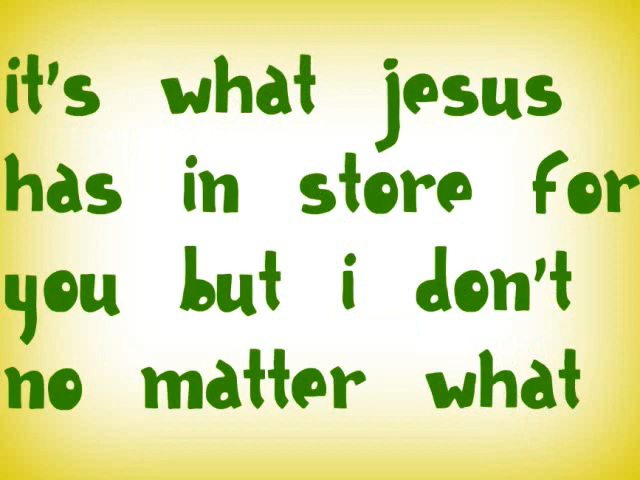 it's what jesus
has in store for
you but i don't
no matter what